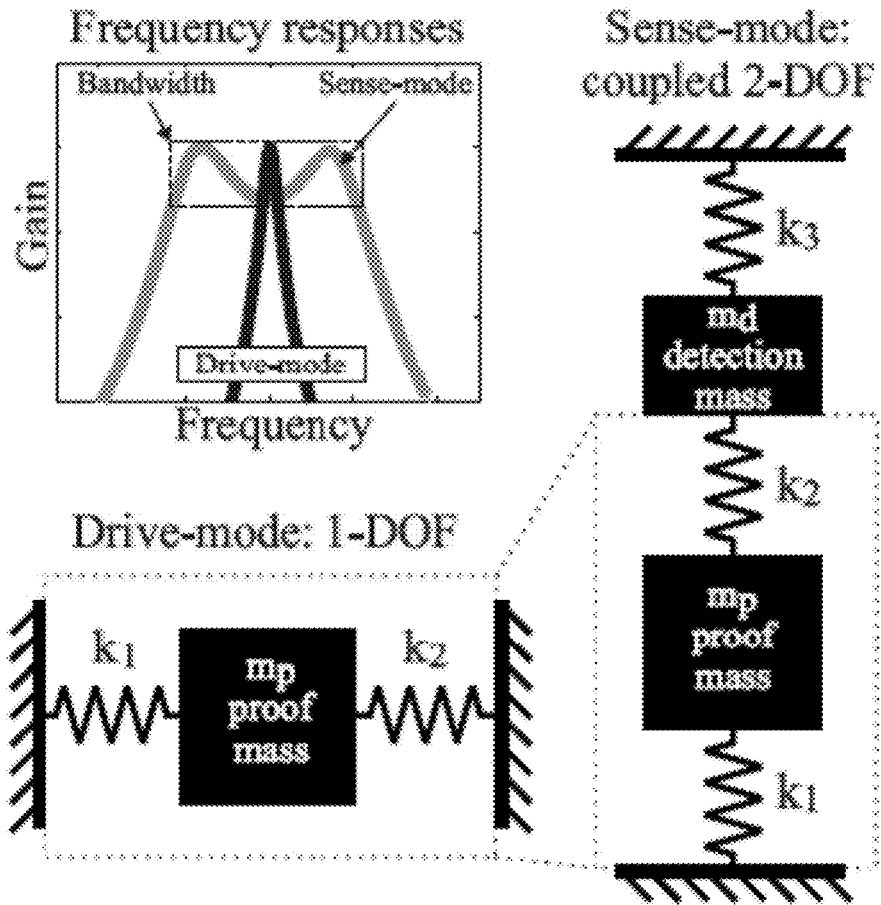 Frequency responses
Bandwidth
Sense-mode
Gain
Drive-mode
Frequency
Sense-mode:
coupled 2-DOF
k3
md
detection
mass
k2
mp
proof
mass
k1
Drive-mode: 1-DOF
k1
mp
proof
mass
k2